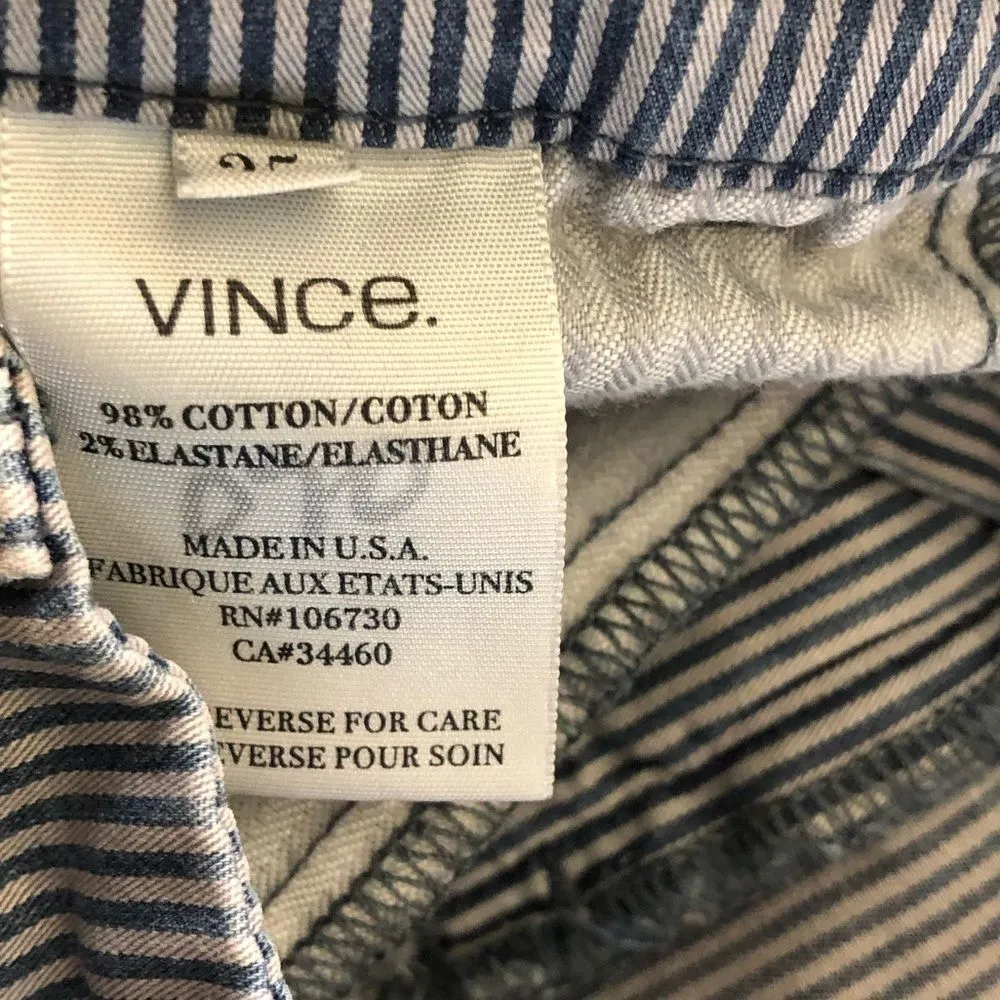 VINCe.
98% COTTON/COTON
2% ELASTANE/ELASTHANE
MADE IN U.S.A.
FABRIQUE AUX ETATS-UNIS
RN#106730
CA#34460
EVERSE FOR CARE
VERSE POUR SOIN